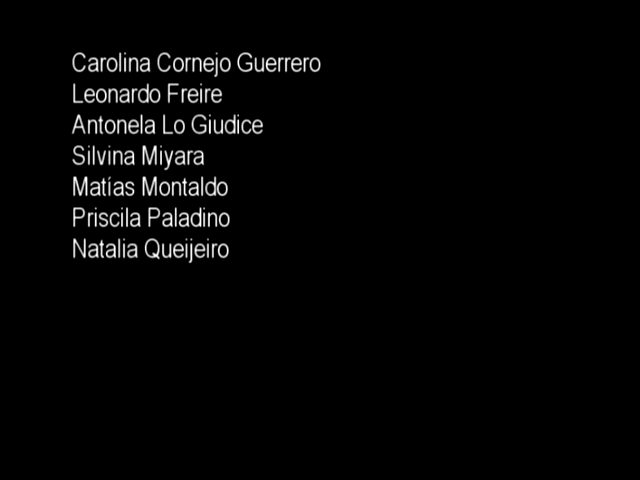 Carolina Cornejo Guerrero
Leonardo Freire
Antonela Lo Giudice
Silvina Miyara
Matías Montaldo
Priscila Paladino
Natalia Queijeiro